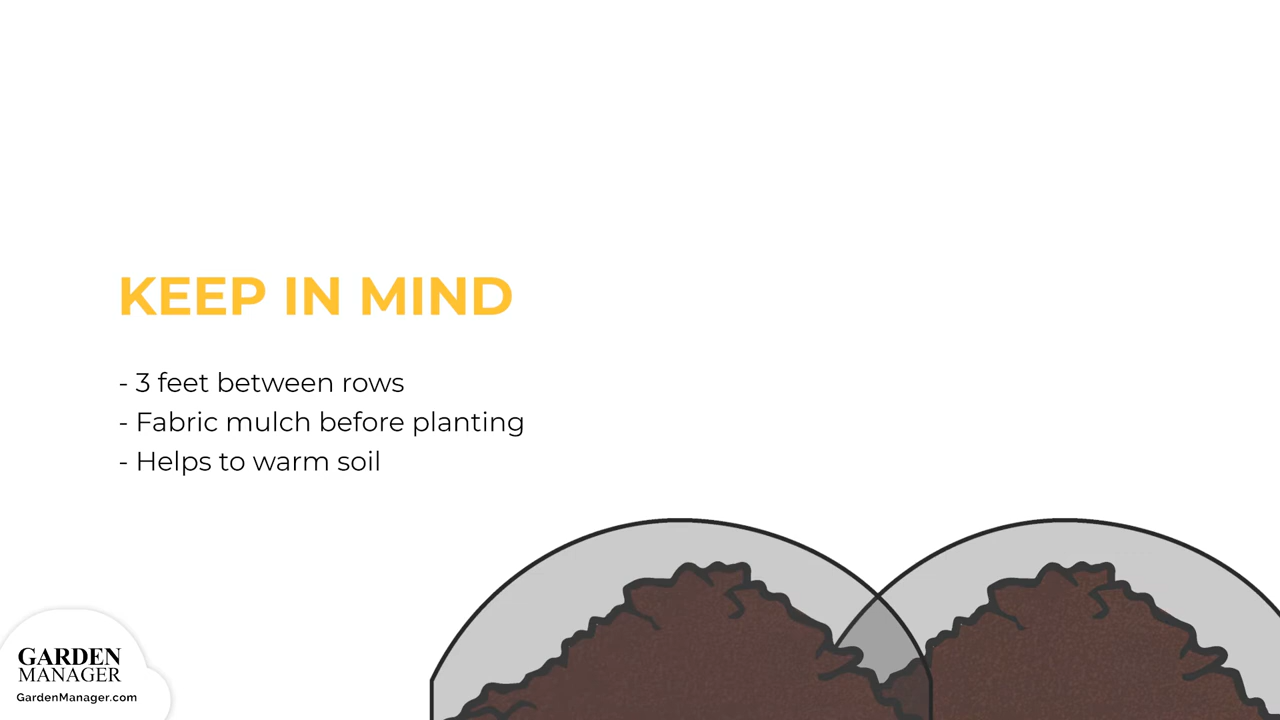 KEEP IN MIND
- 3 feet between rows
- Fabric mulch before planting
- Helps to warm soil
GARDEN
MANAGER
GardenManager.com